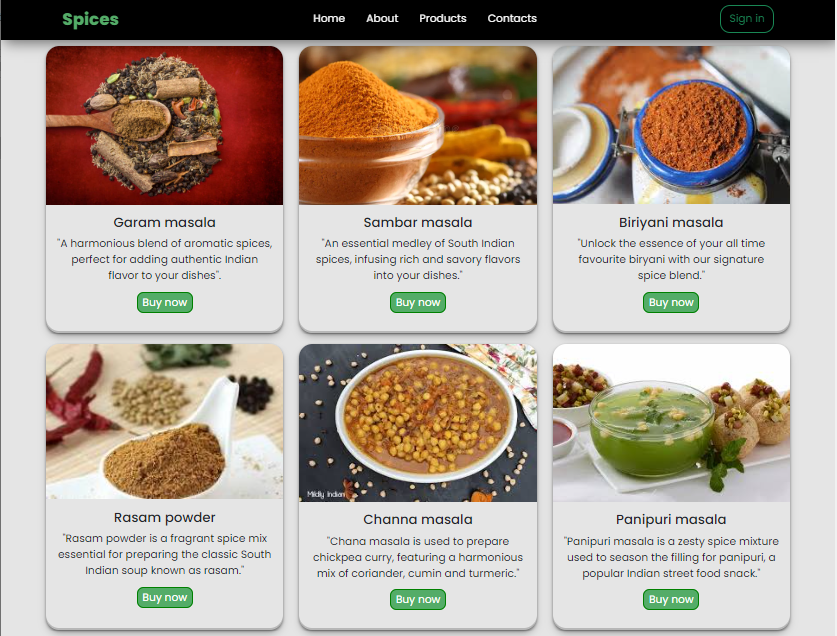 Spices
Home About Products Contacts
Sign in
Garam masala
"A harmonious blend of aromatic spices,
perfect for adding authentic Indian
flavor to your dishes".
Buy now
Sambar masala
"An essential medley of South Indian
spices, infusing rich and savory flavors
into your dishes."
Buy now
Biriyani masala
"Unlock the essence of your all time
favourite biryani with our signature
spice blend."
Buy now
Rasam powder
"Rasam powder is a fragrant spice mix
essential for preparing the classic South
Indian soup known as rasam."
Buy now
Mildly Indian
Channa masala
"Chana masala is used to prepare
chickpea curry, featuring a harmonious
mix of coriander, cumin and turmeric."
Buy now
Panipuri masala
"Panipuri masala is a zesty spice mixture
used to season the filling for panipuri, a
popular Indian street food snack."
Buy now